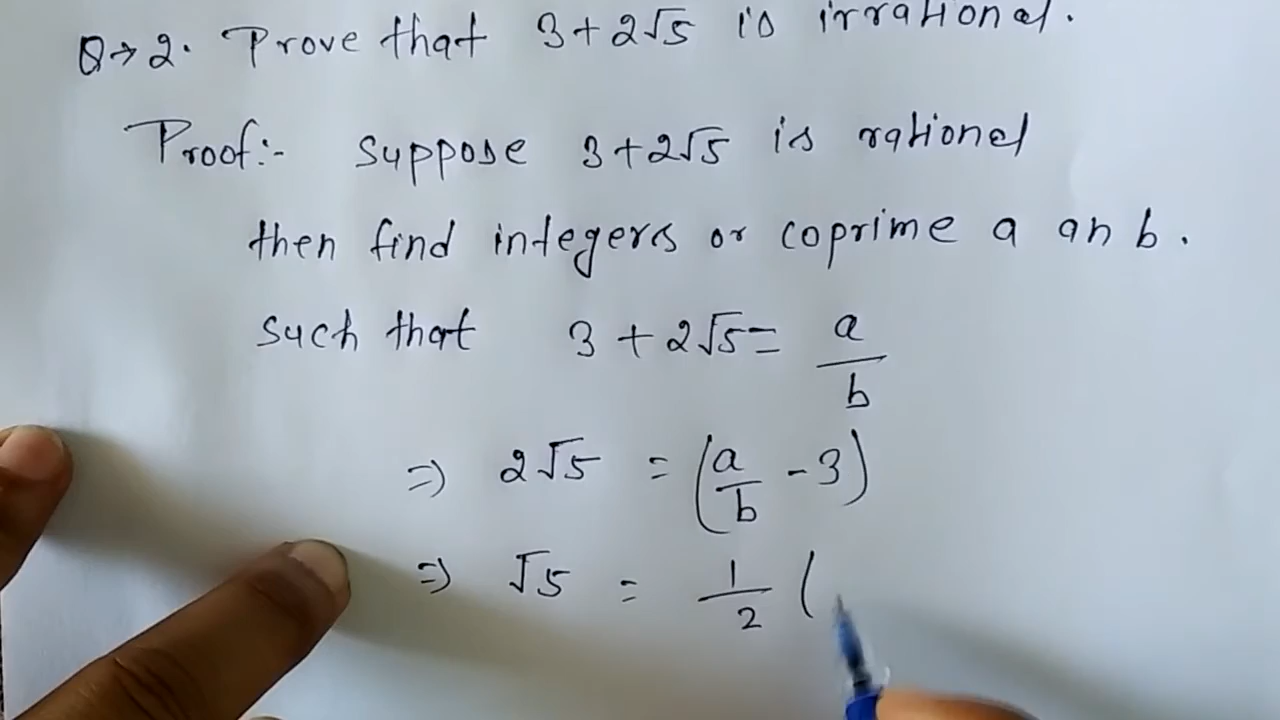 Q→2. Prove that 3+2√5 is irrational.
Proof:- Suppose 3+2√5 is rational
then find integers or coprime a an b.
such that 3+2√5 = a/b
⇒ 2√5 = (a/b - 3)
⇒ √5 = 1/2 (